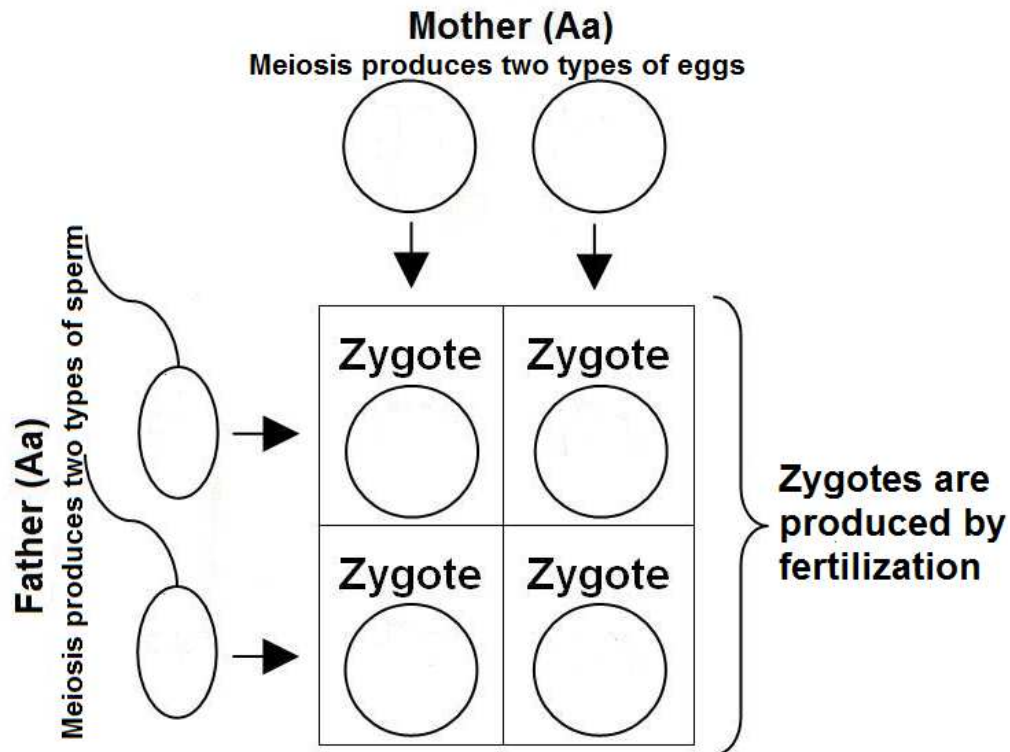 Mother (Aa)
Meiosis produces two types of eggs
Father (Aa)
Meiosis produces two types of sperm
Zygote Zygote
Zygote Zygote
Zygotes are
produced by
fertilization